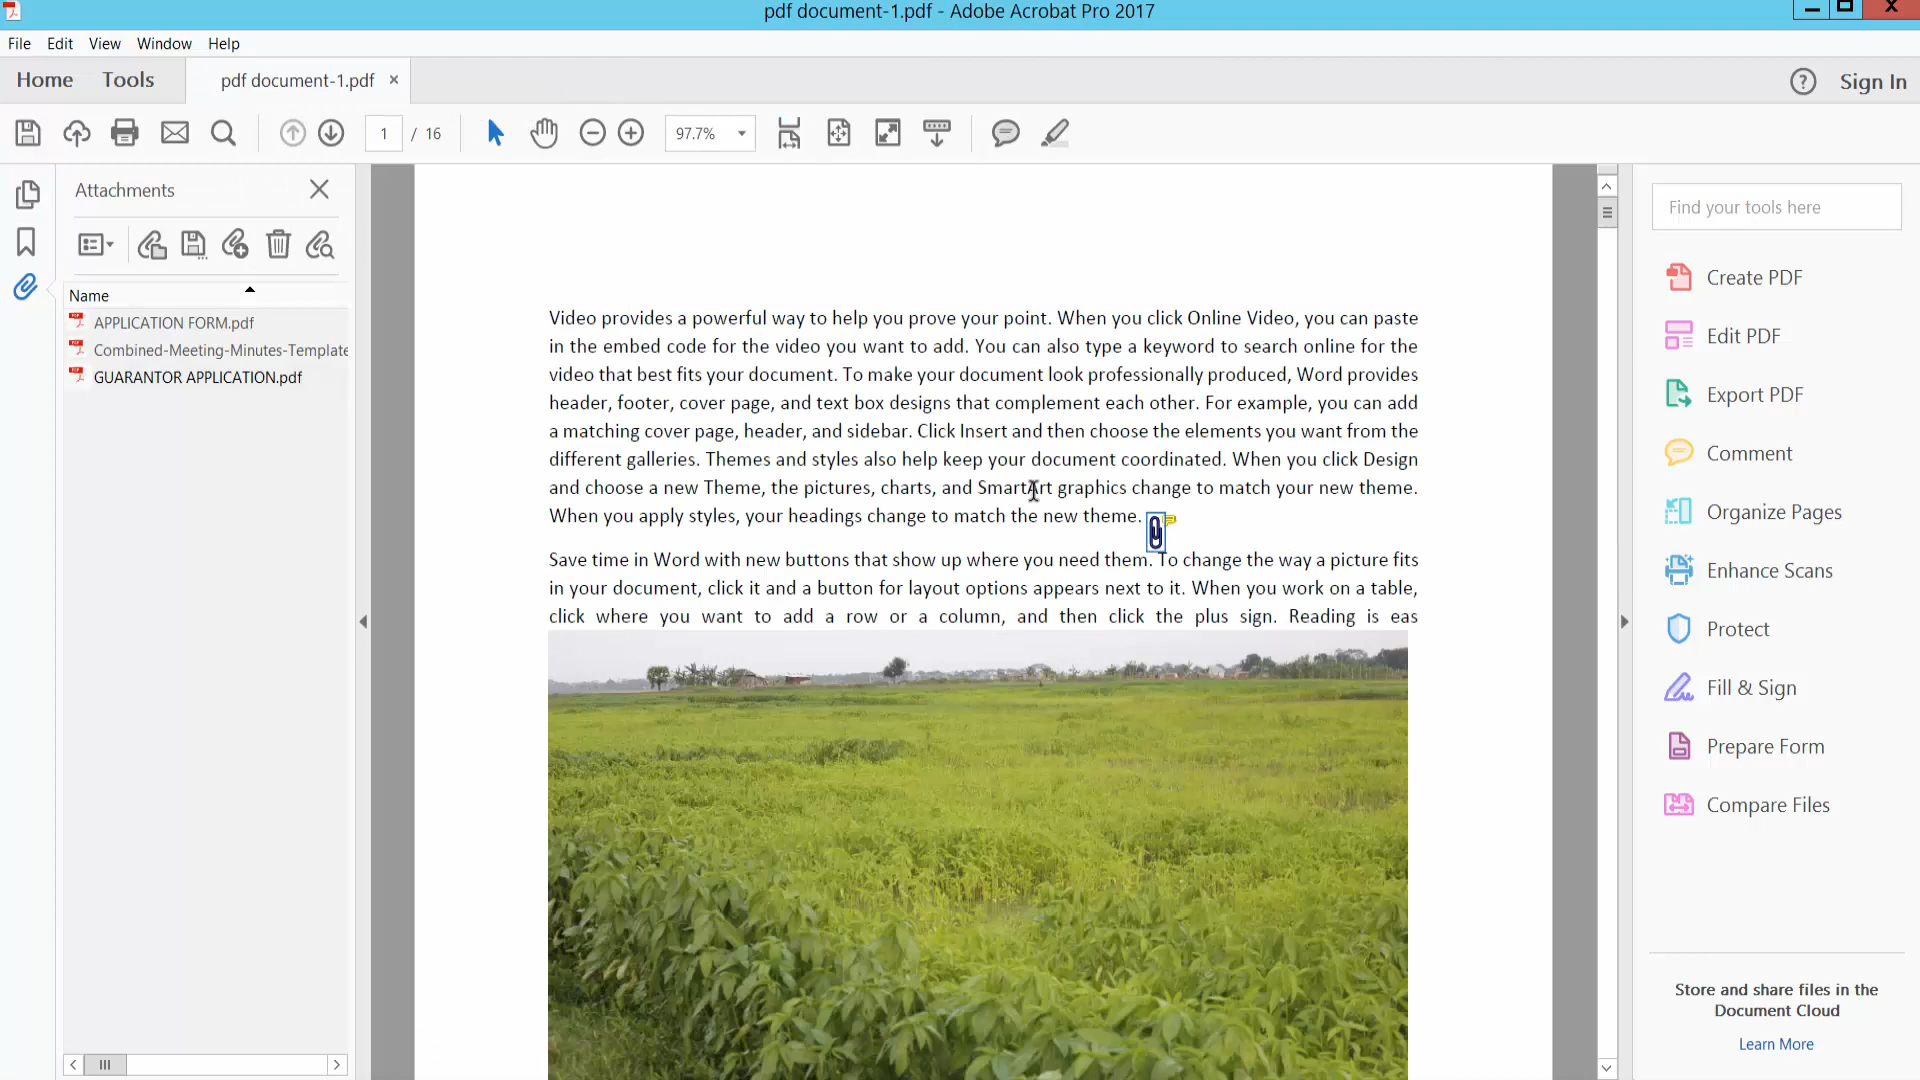 pdf document-1.pdf - Adobe Acrobat Pro 2017
File Edit View Window Help
Home Tools pdf document-1.pdf × ? Sign In
1 / 16 97.7%
Attachments
Name
APPLICATION FORM.pdf
Combined-Meeting-Minutes-Template
GUARANTOR APPLICATION.pdf
Video provides a powerful way to help you prove your point. When you click Online Video, you can paste
in the embed code for the video you want to add. You can also type a keyword to search online for the
video that best fits your document. To make your document look professionally produced, Word provides
header, footer, cover page, and text box designs that complement each other. For example, you can add
a matching cover page, header, and sidebar. Click Insert and then choose the elements you want from the
different galleries. Themes and styles also help keep your document coordinated. When you click Design
and choose a new Theme, the pictures, charts, and SmartArt graphics change to match your new theme.
When you apply styles, your headings change to match the new theme.
Save time in Word with new buttons that show up where you need them. To change the way a picture fits
in your document, click it and a button for layout options appears next to it. When you work on a table,
click where you want to add a row or a column, and then click the plus sign. Reading is eas
Find your tools here
Create PDF
Edit PDF
Export PDF
Comment
Organize Pages
Enhance Scans
Protect
Fill & Sign
Prepare Form
Compare Files
Store and share files in the
Document Cloud
Learn More